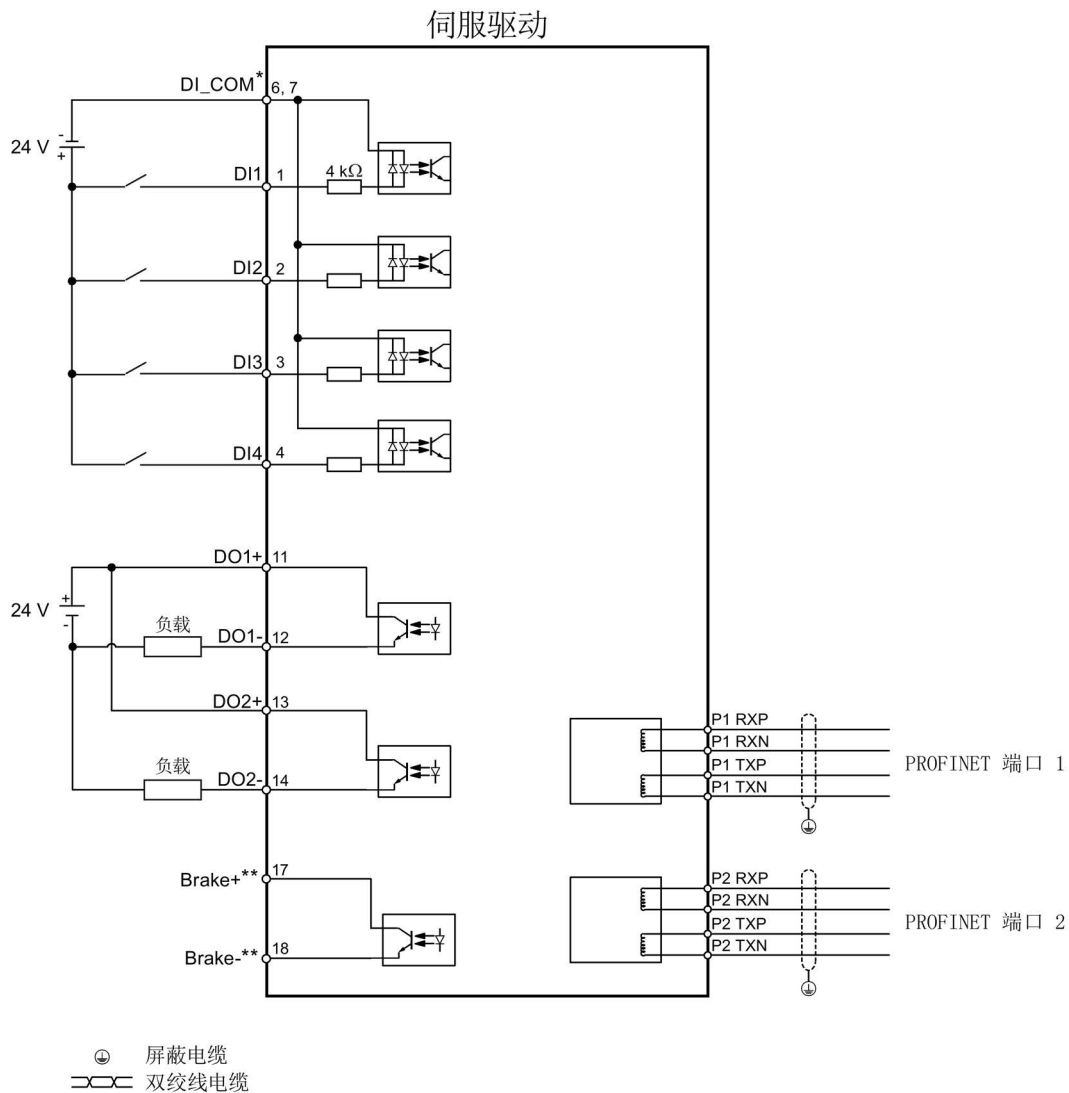 伺服驱动
DI_COM* 6, 7
24 V - +
DI1 1 4 kΩ
DI2 2
DI3 3
DI4 4
DO1+ 11
24 V + -
负载 DO1- 12
DO2+ 13
负载 DO2- 14
P1 RXP
P1 RXN
P1 TXP
P1 TXN
PROFINET 端口 1
Brake+** 17
Brake-** 18
P2 RXP
P2 RXN
P2 TXP
P2 TXN
PROFINET 端口 2
屏蔽电缆
双绞线电缆